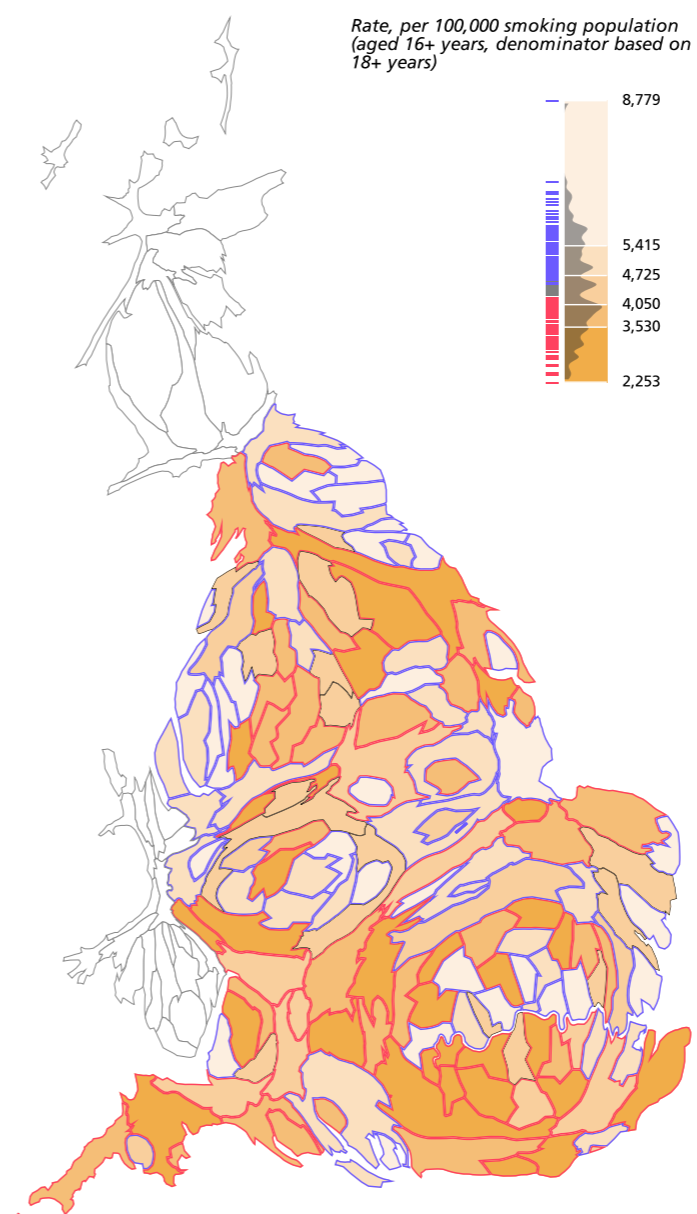 Rate, per 100,000 smoking population
(aged 16+ years, denominator based on
18+ years)
8,779
5,415
4,725
4,050
3,530
2,253